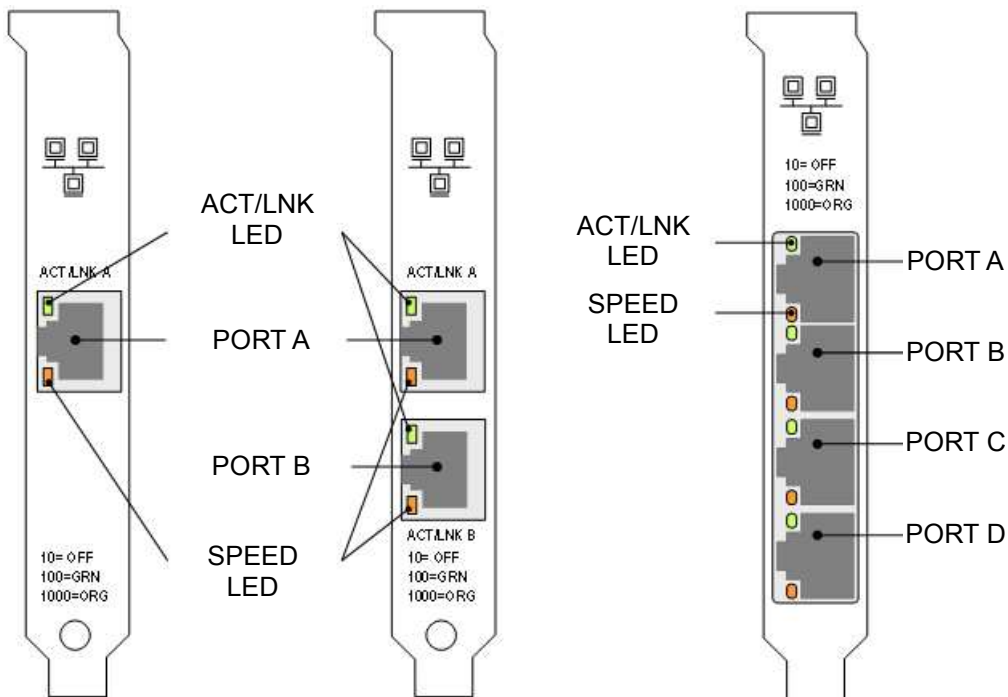 ACT/LNK A
10= OFF
100=GRN
1000=ORG
ACT/LNK
LED
PORT A
PORT B
SPEED
LED
ACT/LNK A
ACT/LNK B
10= OFF
100=GRN
1000=ORG
10= OFF
100=GRN
1000=ORG
ACT/LNK
LED
SPEED
LED
PORT A
PORT B
PORT C
PORT D